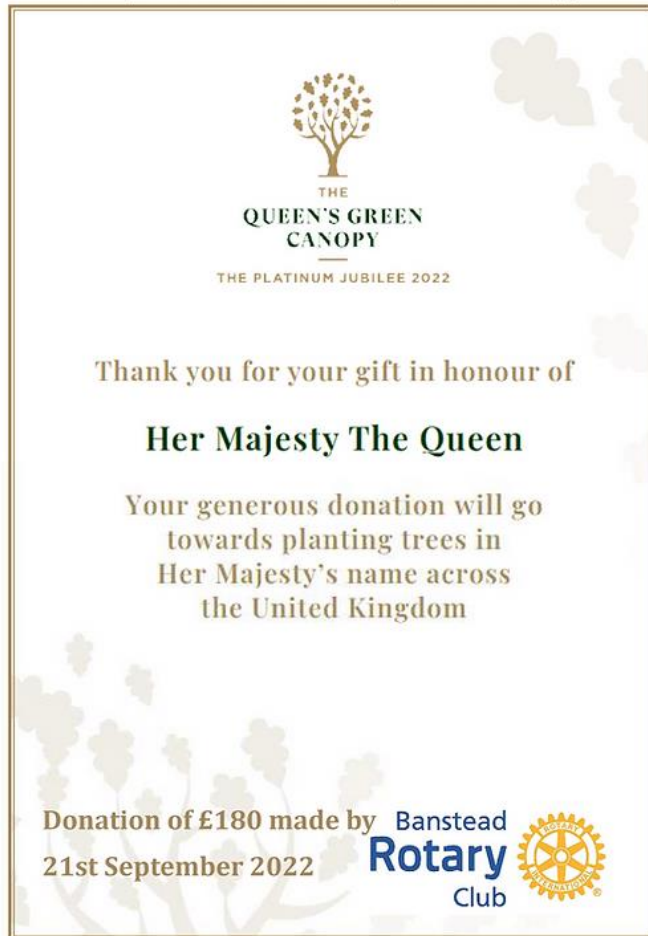 THE
QUEEN'S GREEN
CANOPY
THE PLATINUM JUBILEE 2022
Thank you for your gift in honour of
Her Majesty The Queen
Your generous donation will go
towards planting trees in
Her Majesty's name across
the United Kingdom
Donation of £180 made by
21st September 2022
Banstead
Rotary
Club
ROTARY
INTERNATIONAL
®